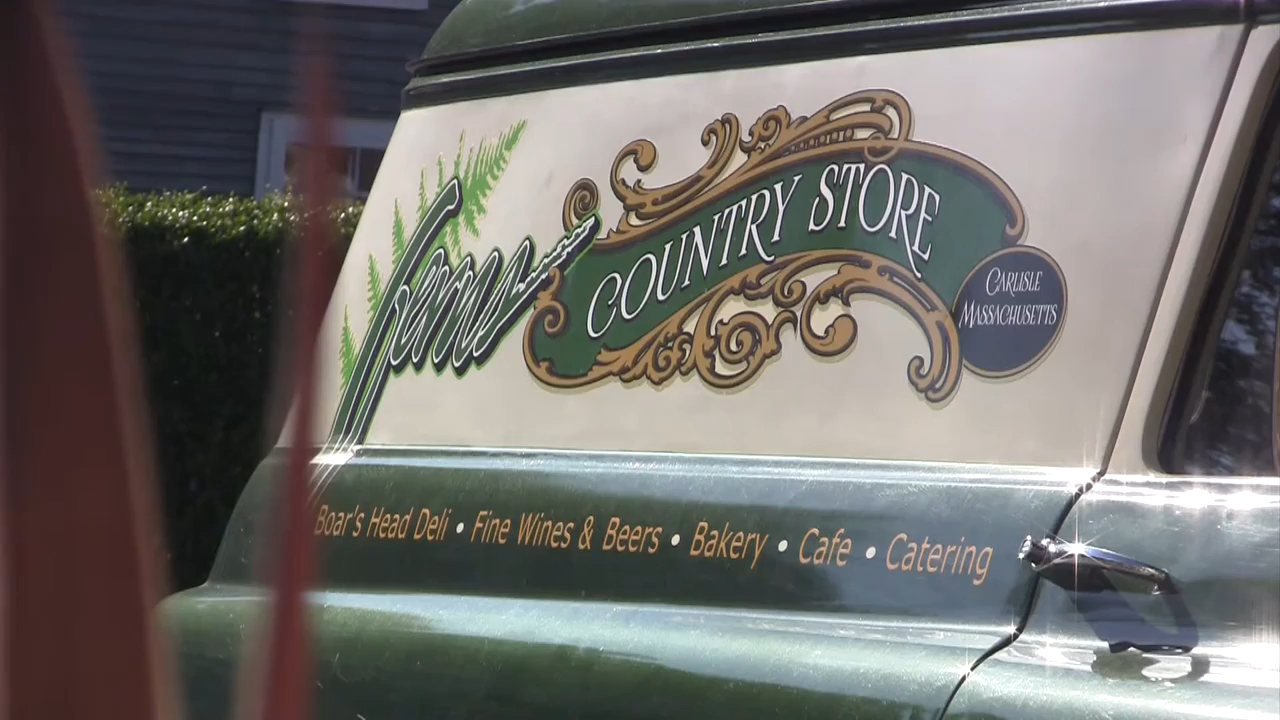 Ferns
COUNTRY STORE
CARLISLE
MASSACHUSETTS
Boar's Head Deli • Fine Wines & Beers • Bakery • Cafe • Catering